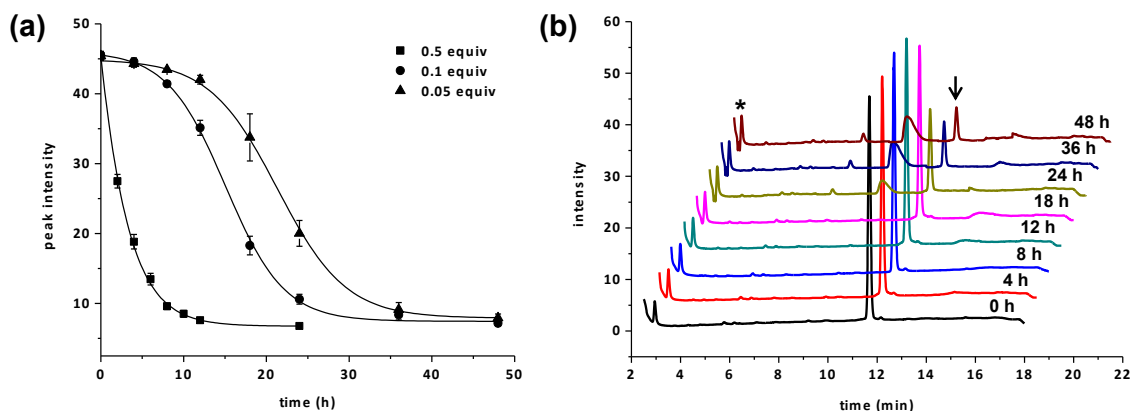 (a)
50
40
30
20
10
0
10
20
30
40
50
peak intensity
time (h)
0.5 equiv
0.1 equiv
0.05 equiv
(b)
60
50
40
30
20
10
0
2
4
6
8
10
12
14
16
18
20
22
intensity
time (min)
*
48 h
36 h
24 h
18 h
12 h
8 h
4 h
0 h